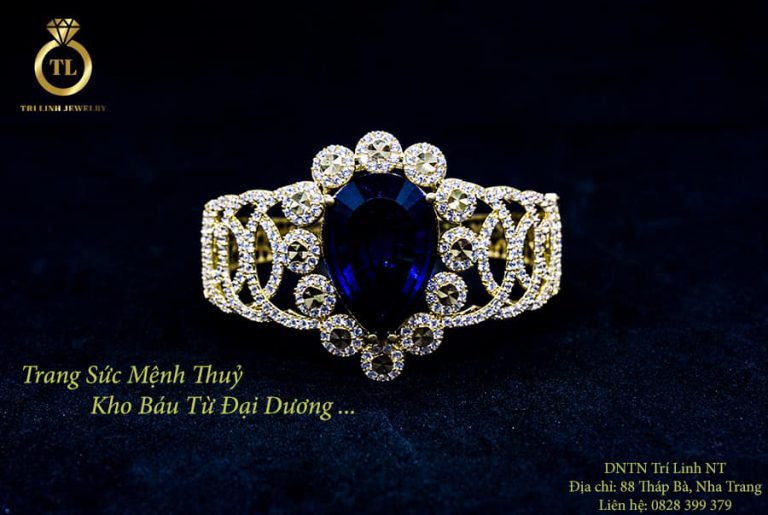 TL
TRI LINH JEWELRY
Trang Sức Mệnh Thuỷ
Kho Báu Từ Đại Dương ...
DNTN Trí Linh NT
Địa chỉ: 88 Tháp Bà, Nha Trang
Liên hệ: 0828 399 379